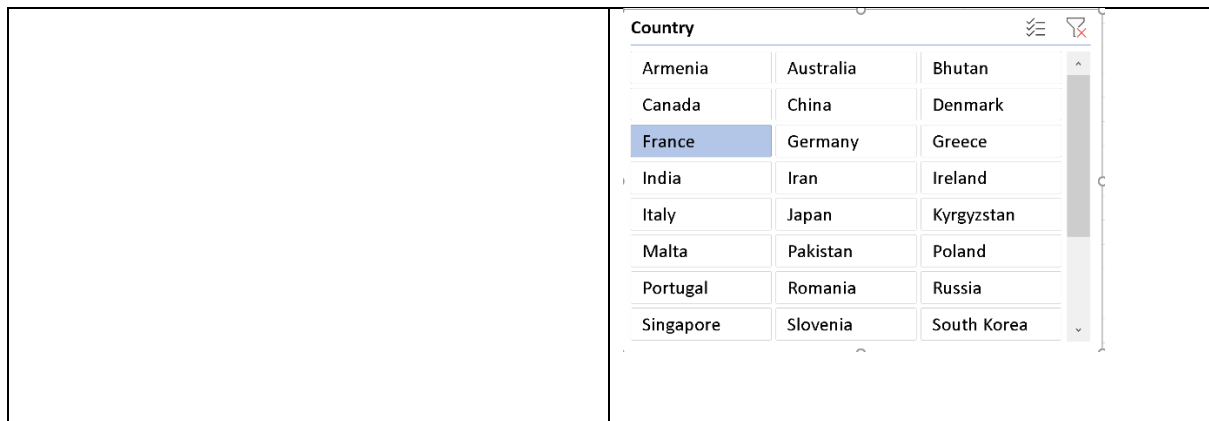 Country
Armenia Australia Bhutan
Canada China Denmark
France Germany Greece
India Iran Ireland
Italy Japan Kyrgyzstan
Malta Pakistan Poland
Portugal Romania Russia
Singapore Slovenia South Korea